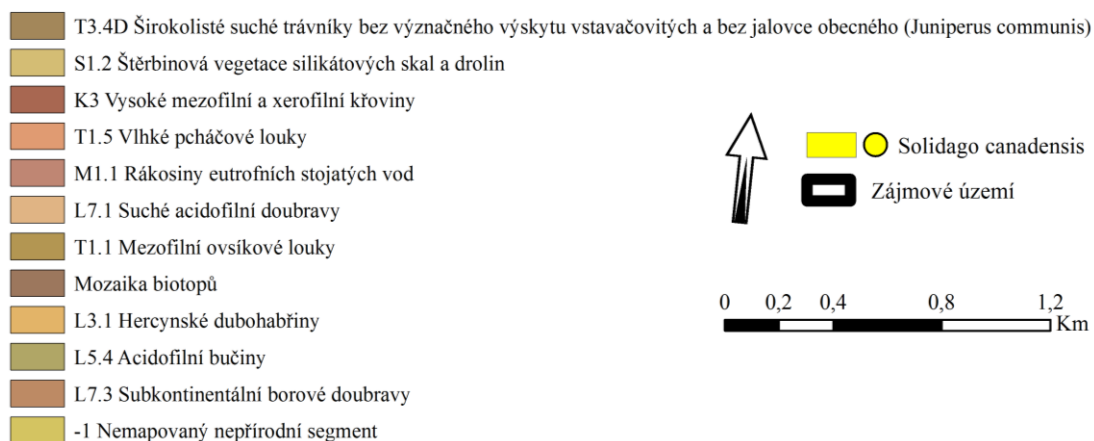 T3.4D Širokolisté suché trávníky bez význačného výskytu vstavačovitých a bez jalovce obecného (Juniperus communis)
S1.2 Štěrbinová vegetace silikátových skal a drolin
K3 Vysoké mezofilní a xerofilní křoviny
T1.5 Vlhké pcháčové louky
M1.1 Rákosiny eutrofních stojatých vod
L7.1 Suché acidofilní doubravy
T1.1 Mezofilní ovsíkové louky
Mozaika biotopů
L3.1 Hercynské dubohabřiny
L5.4 Acidofilní bučiny
L7.3 Subkontinentální borové doubravy
-1 Nemapovaný nepřírodní segment
Solidago canadensis
Zájmové území
0 0,2 0,4 0,8 1,2
Km